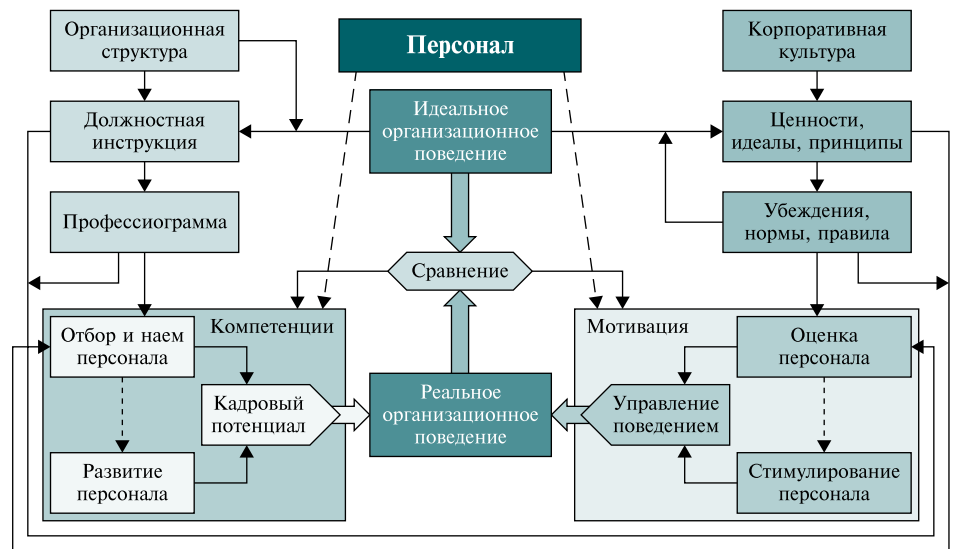 Организационная
структура
Персонал
Корпоративная
культура
Должностная
инструкция
Идеальное
организационное
поведение
Ценности,
идеалы, принципы
Профессиограмма
Убеждения,
нормы, правила
Сравнение
Компетенции
Мотивация
Отбор и наем
персонала
Оценка
персонала
Кадровый
потенциал
Реальное
организационное
поведение
Управление
поведением
Развитие
персонала
Стимулирование
персонала